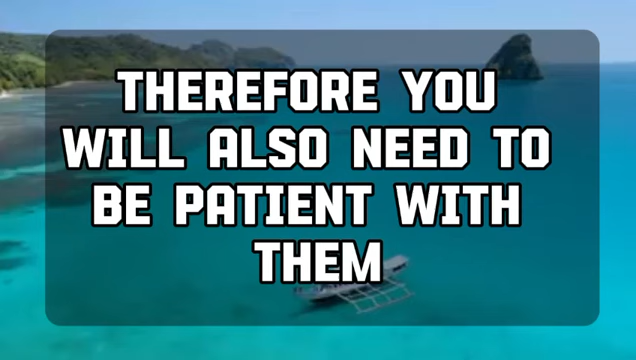 THEREFORE YOU
WILL ALSO NEED TO
BE PATIENT WITH
THEM